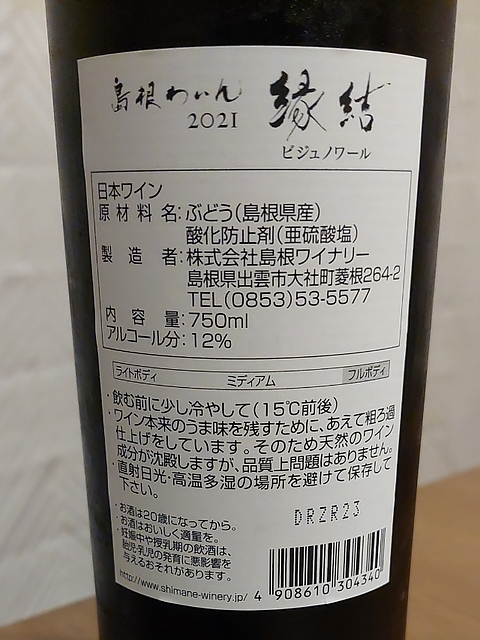 島根わいん 縁結
2021
ビジュノワール
日本ワイン
原材料名:ぶどう(島根県産)
酸化防止剤(亜硫酸塩)
製造者:株式会社島根ワイナリー
島根県出雲市大社町菱根264-2
TEL(0853)53-5577
内容量:750ml
アルコール分:12%
ライトボディ ミディアム フルボディ
・飲む前に少し冷やして(15℃前後)
・ワイン本来のうま味を残すために、あえて粗ろ過
仕上げをしています。そのため天然のワイン
成分が沈殿しますが、品質上問題はありません。
・直射日光・高温多湿の場所を避けて保存して
下さい。
DRZR23
・お酒は20歳になってから。
・お酒はおいしく適量を。
・妊娠中や授乳期の飲酒は、
胎児・乳児の発育に悪影響を
与えるおそれがあります。
http://www.shimane-winery.jp/
4 908610 304340